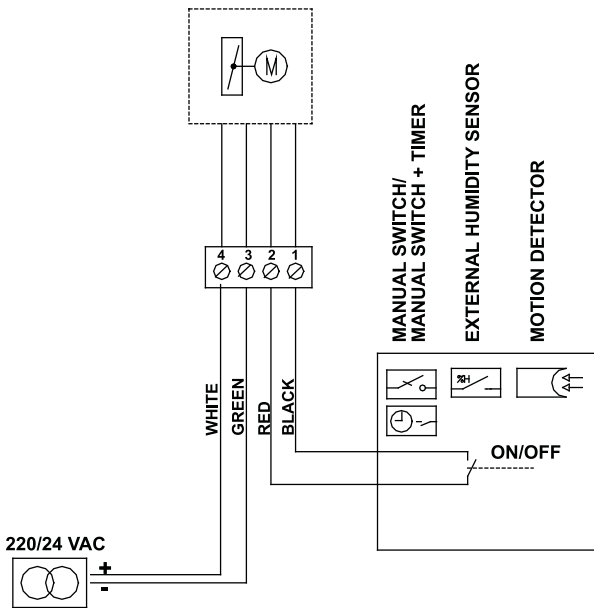 M
4 3 2 1
MANUAL SWITCH/
MANUAL SWITCH + TIMER
EXTERNAL HUMIDITY SENSOR
MOTION DETECTOR
%H
WHITE
GREEN
RED
BLACK
ON/OFF
220/24 VAC
+
-